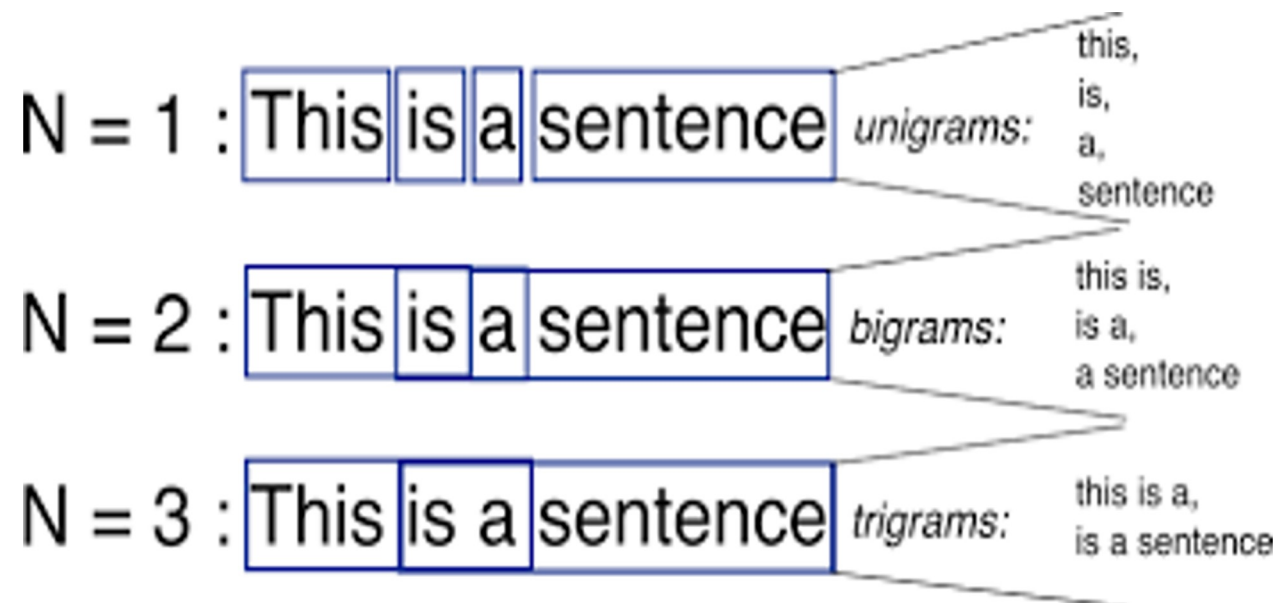 N = 1 : This is a sentence unigrams:
this,
is,
a,
sentence
N = 2 : This is a sentence bigrams:
this is,
is a,
a sentence
N = 3 : This is a sentence trigrams:
this is a,
is a sentence